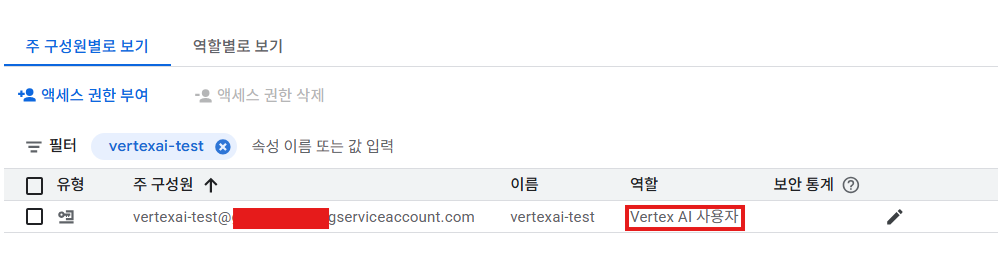 주 구성원별로 보기 역할별로 보기
액세스 권한 부여 액세스 권한 삭제
필터 vertexai-test 속성 이름 또는 값 입력
유형 주 구성원 이름 역할 보안 통계
vertexai-test@ gserviceaccount.com vertexai-test Vertex AI 사용자